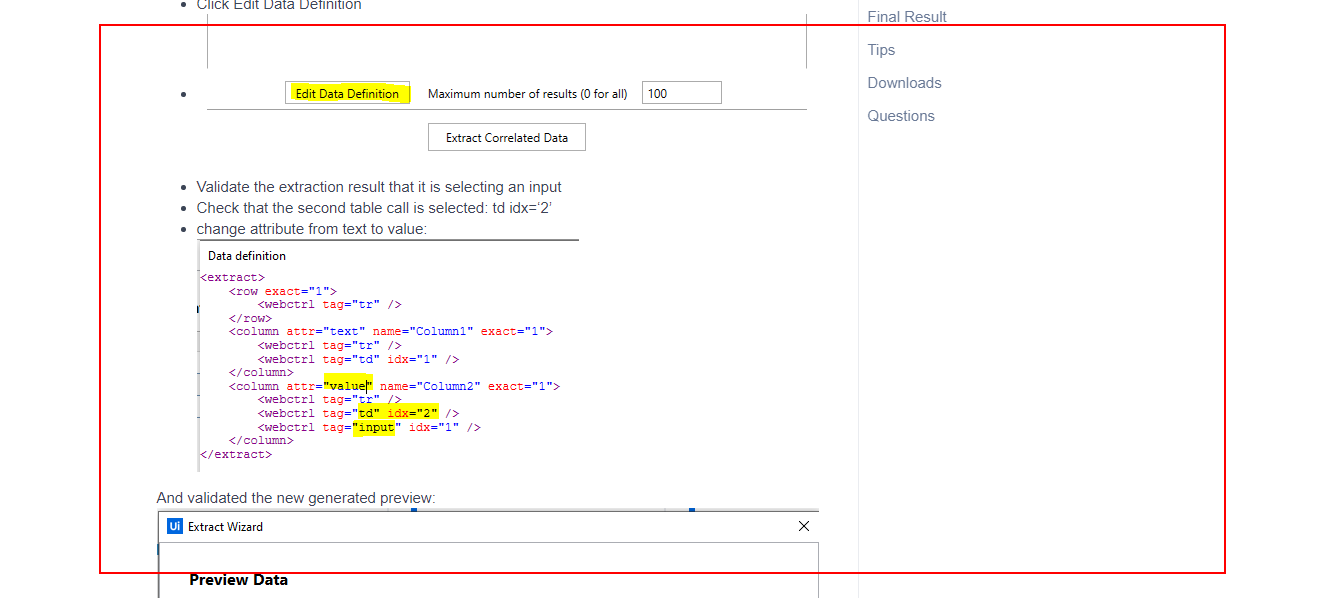 Click Edit Data Definition
Edit Data Definition Maximum number of results (0 for all) 100
Extract Correlated Data
Validate the extraction result that it is selecting an input
Check that the second table call is selected: td idx=‘2’
change attribute from text to value:
Data definition
<extract>
<row exact="1">
<webctrl tag="tr" />
</row>
<column attr="text" name="Column1" exact="1">
<webctrl tag="tr" />
<webctrl tag="td" idx="1" />
</column>
<column attr="value" name="Column2" exact="1">
<webctrl tag="tr" />
<webctrl tag="td" idx="2" />
<webctrl tag="input" idx="1" />
</column>
</extract>
And validated the new generated preview:
Ui Extract Wizard
Preview Data
Final Result
Tips
Downloads
Questions